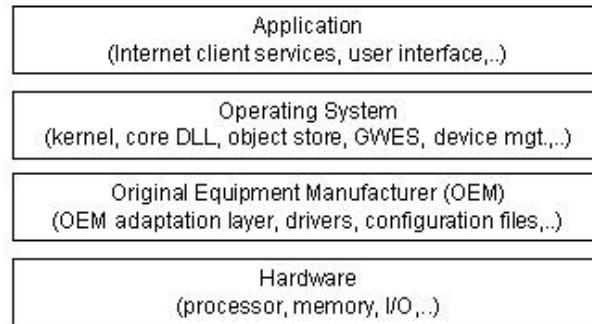 Application
(Internet client services, user interface,..)
Operating System
(kernel, core DLL, object store, GWES, device mgt.,..)
Original Equipment Manufacturer (OEM)
(OEM adaptation layer, drivers, configuration files,..)
Hardware
(processor, memory, I/O,..)